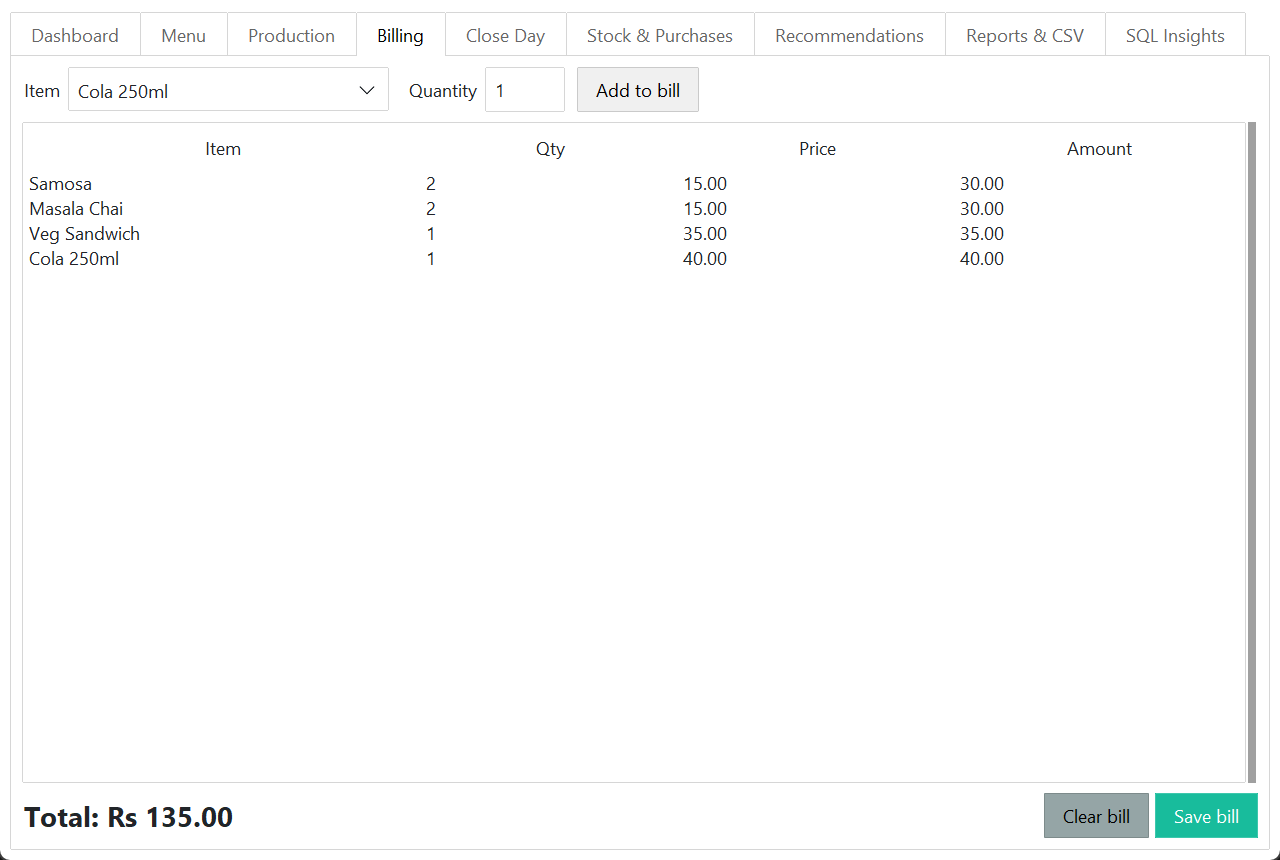 Dashboard Menu Production Billing Close Day Stock & Purchases Recommendations Reports & CSV SQL Insights
Item Cola 250ml Quantity 1 Add to bill
Item Qty Price Amount
Samosa 2 15.00 30.00
Masala Chai 2 15.00 30.00
Veg Sandwich 1 35.00 35.00
Cola 250ml 1 40.00 40.00
Total: Rs 135.00 Clear bill Save bill